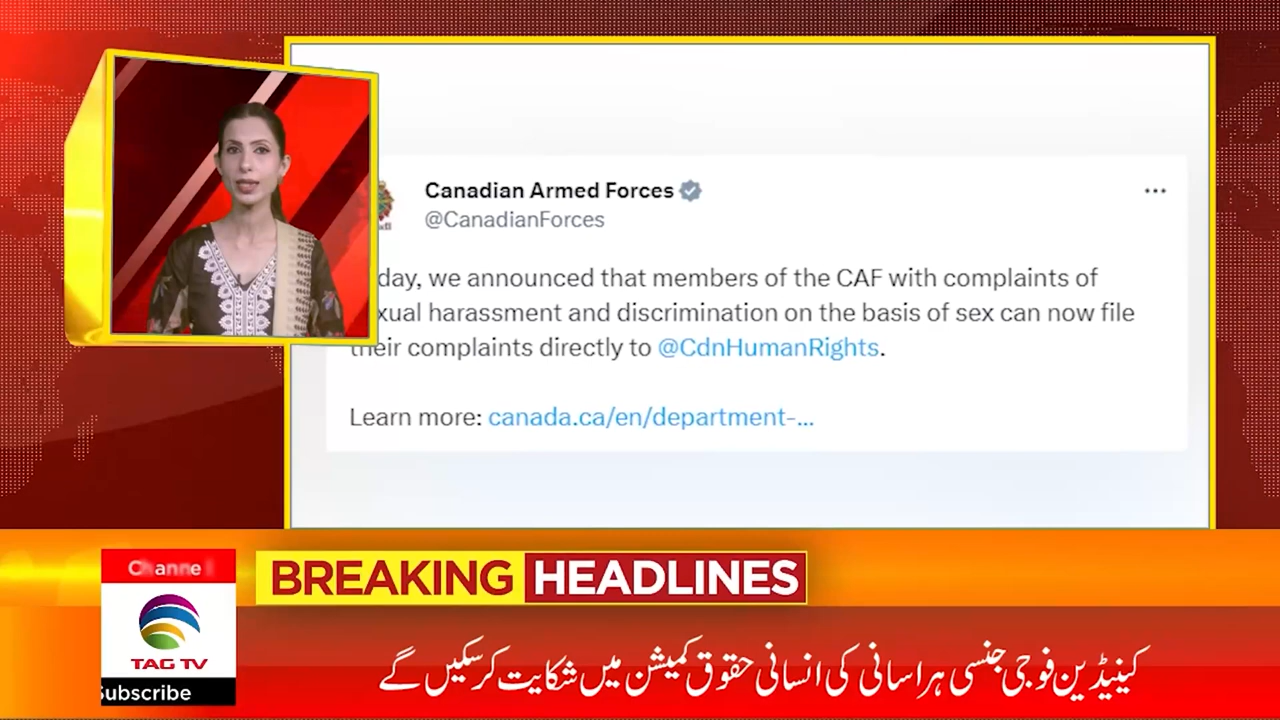 Canadian Armed Forces
@CanadianForces
day, we announced that members of the CAF with complaints of
xual harassment and discrimination on the basis of sex can now file
their complaints directly to @CdnHumanRights.
Learn more: canada.ca/en/department-...
Channel
TAG TV
Subscribe
BREAKING HEADLINES
کینیڈین فوجی جنسی ہراسانی کی انسانی حقوق کمیشن میں شکایت کر سکیں گے